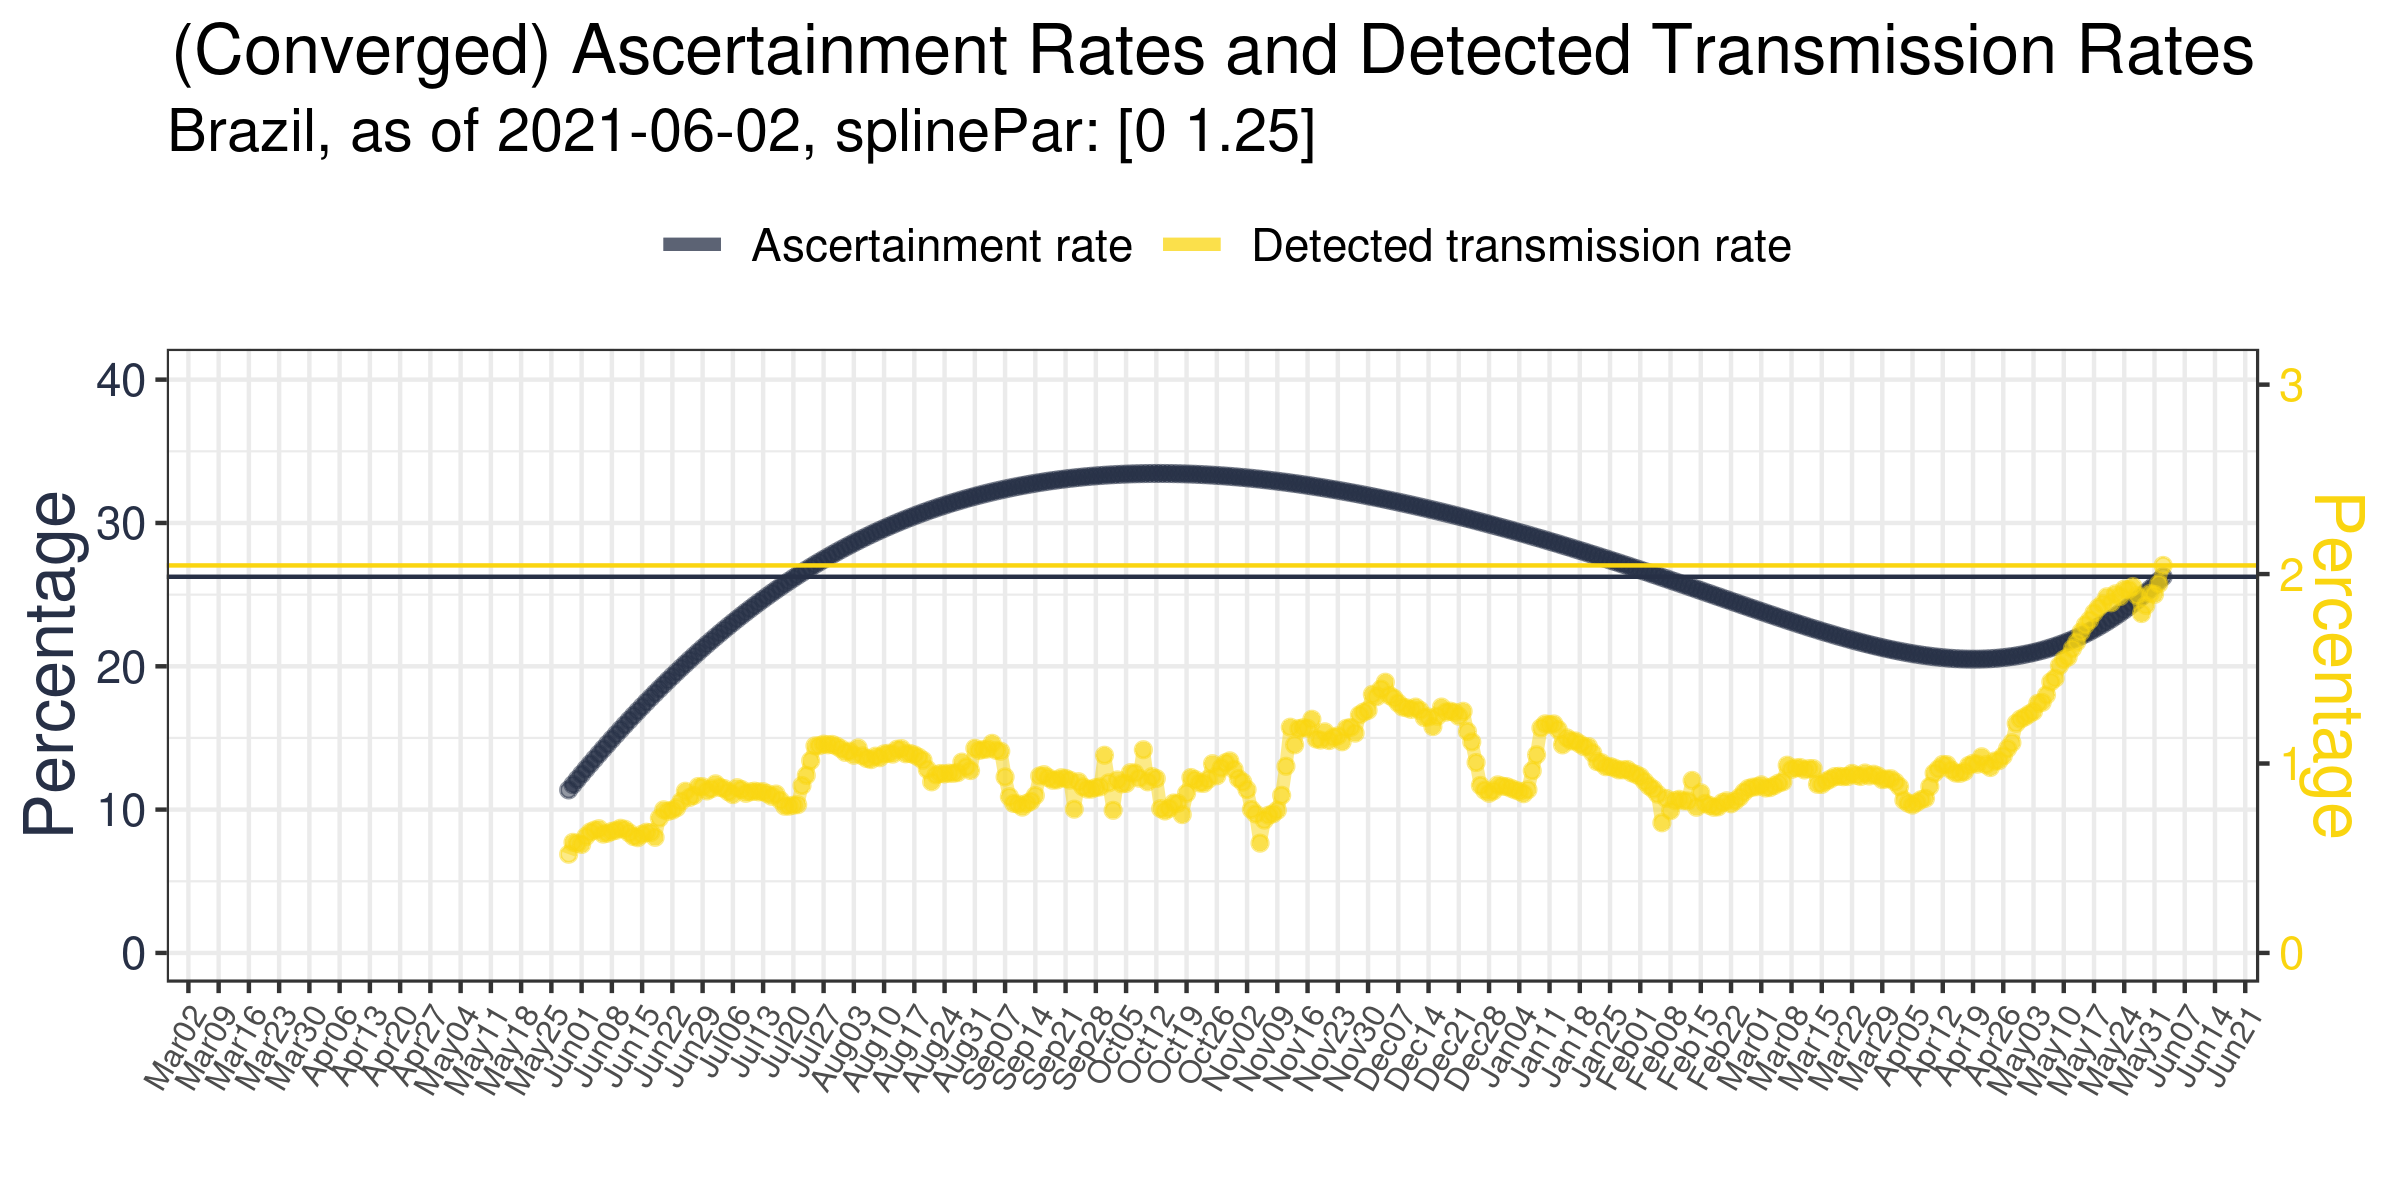 (Converged) Ascertainment Rates and Detected Transmission Rates
Brazil, as of 2021-06-02, splinePar: [0 1.25]
Ascertainment rate Detected transmission rate
Percentage
40
30
20
10
0
3
2
1
0
Percentage
Mar02
Mar09
Mar16
Mar23
Mar30
Apr06
Apr13
Apr20
Apr27
May04
May11
May18
May25
Jun01
Jun08
Jun15
Jun22
Jun29
Jul06
Jul13
Jul20
Jul27
Aug03
Aug10
Aug17
Aug24
Aug31
Sep07
Sep14
Sep21
Sep28
Oct05
Oct12
Oct19
Oct26
Nov02
Nov09
Nov16
Nov23
Nov30
Dec07
Dec14
Dec21
Dec28
Jan04
Jan11
Jan18
Jan25
Feb01
Feb08
Feb15
Feb22
Mar01
Mar08
Mar15
Mar22
Mar29
Apr05
Apr12
Apr19
Apr26
May03
May10
May17
May24
May31
Jun07
Jun14
Jun21